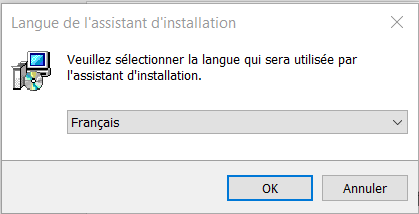 Langue de l'assistant d'installation
Veuillez sélectionner la langue qui sera utilisée par
l'assistant d'installation.
Français
OK Annuler